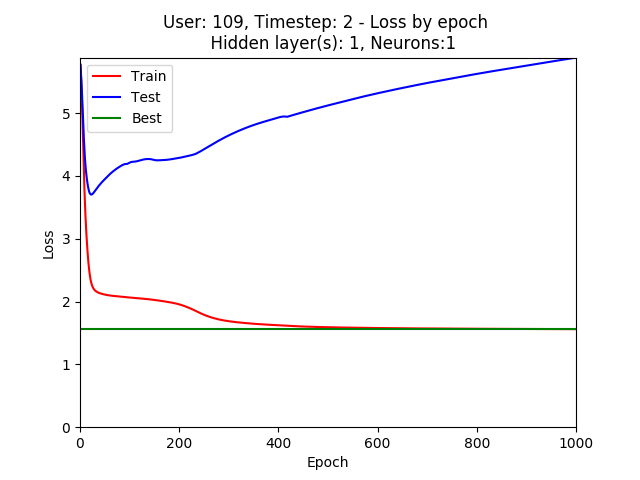 User: 109, Timestep: 2 - Loss by epoch
Hidden layer(s): 1, Neurons:1
Train
Test
Best
Loss
5
4
3
2
1
0
0 200 400 600 800 1000
Epoch